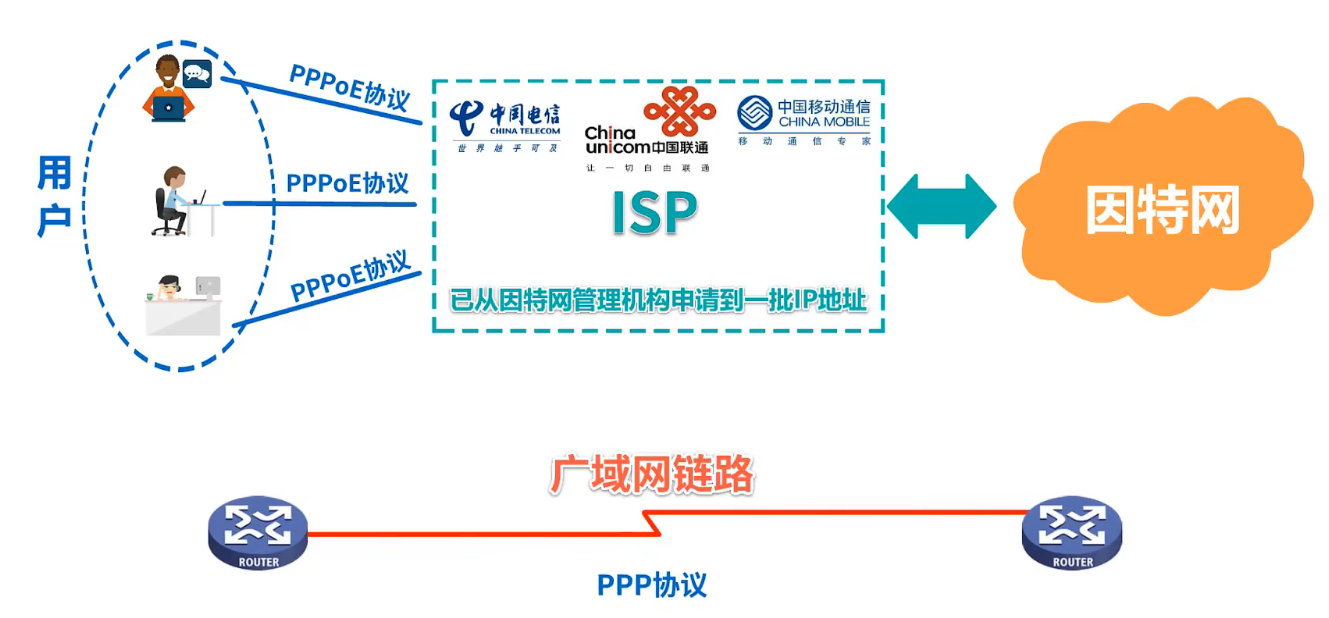 用户
PPPoE协议
PPPoE协议
PPPoE协议
中国电信
CHINA TELECOM
世界触手可及
China
unicom中国联通
让一切自由联通
中国移动通信
CHINA MOBILE
移动通信专家
ISP
已从因特网管理机构申请到一批IP地址
因特网
广域网链路
ROUTER
ROUTER
PPP协议